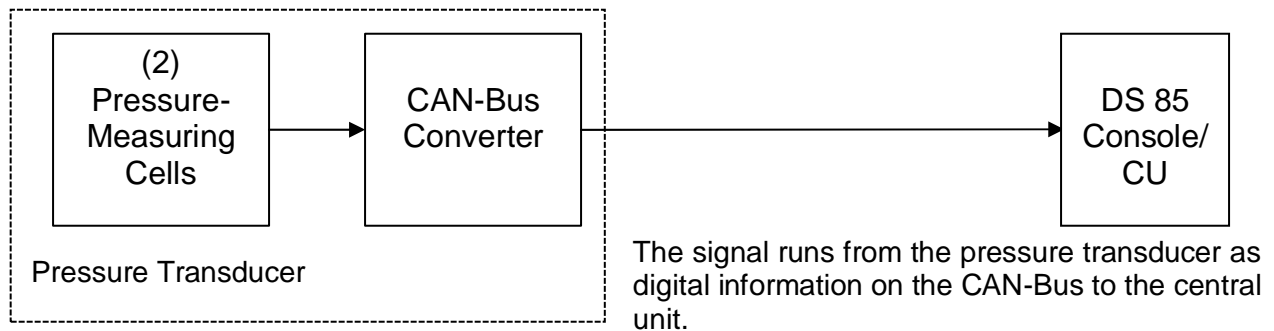 (2)
Pressure-
Measuring
Cells
CAN-Bus
Converter
DS 85
Console/
CU
Pressure Transducer
The signal runs from the pressure transducer as
digital information on the CAN-Bus to the central
unit.